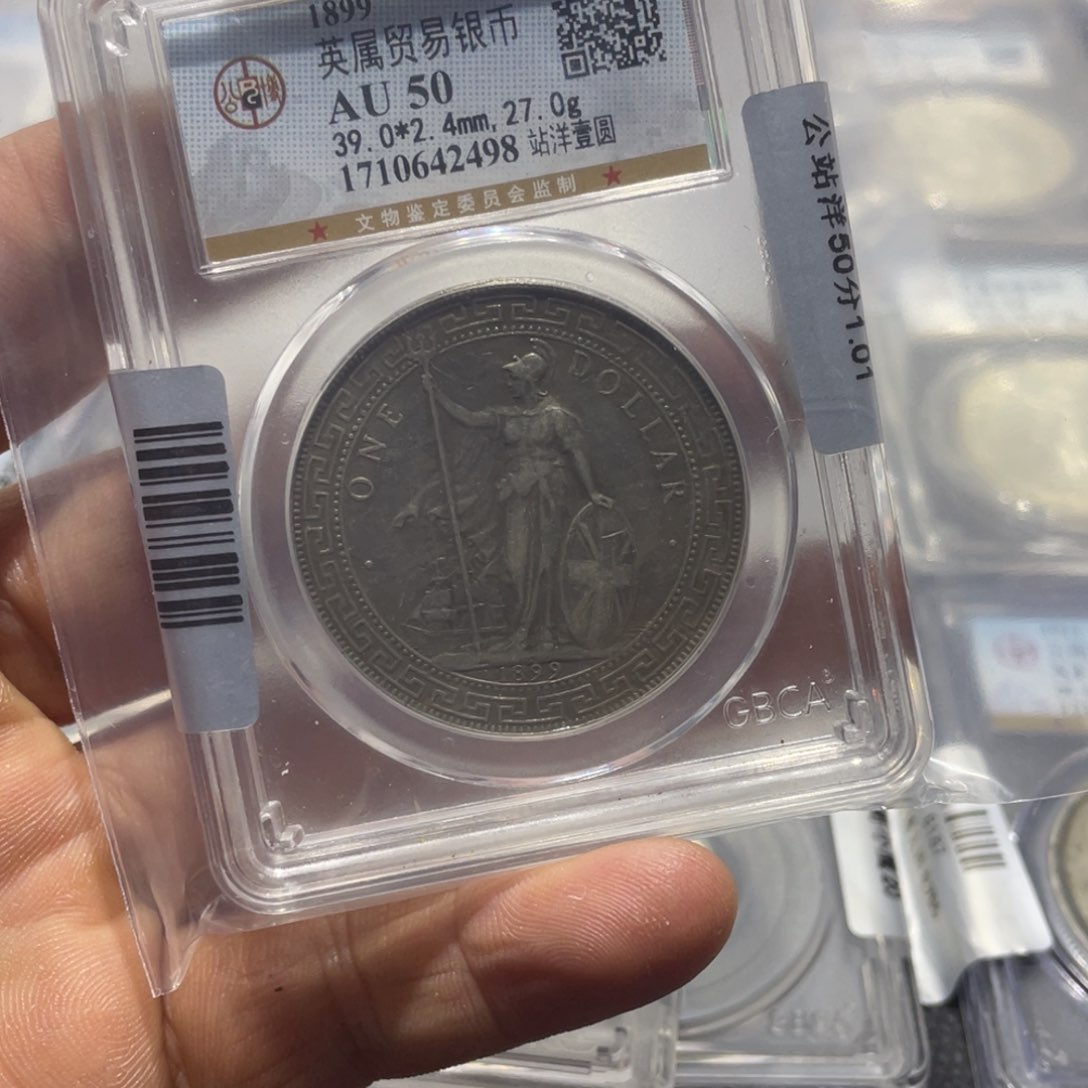 1899
英属贸易银币
AU 50
39.0*2.4mm,27.0g
1710642498 站洋壹圆
★ 文物鉴定委员会监制 ★
公站洋50分1.01
ONE DOLLAR
1899
GBCA